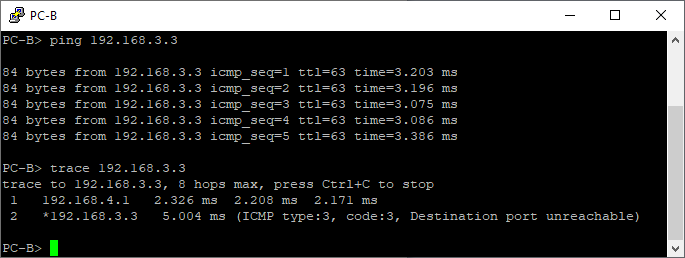 PC-B
PC-B> ping 192.168.3.3
84 bytes from 192.168.3.3 icmp_seq=1 ttl=63 time=3.203 ms
84 bytes from 192.168.3.3 icmp_seq=2 ttl=63 time=3.196 ms
84 bytes from 192.168.3.3 icmp_seq=3 ttl=63 time=3.075 ms
84 bytes from 192.168.3.3 icmp_seq=4 ttl=63 time=3.086 ms
84 bytes from 192.168.3.3 icmp_seq=5 ttl=63 time=3.386 ms
PC-B> trace 192.168.3.3
trace to 192.168.3.3, 8 hops max, press Ctrl+C to stop
1   192.168.4.1   2.326 ms  2.208 ms  2.171 ms
2   *192.168.3.3   5.004 ms (ICMP type:3, code:3, Destination port unreachable)
PC-B>